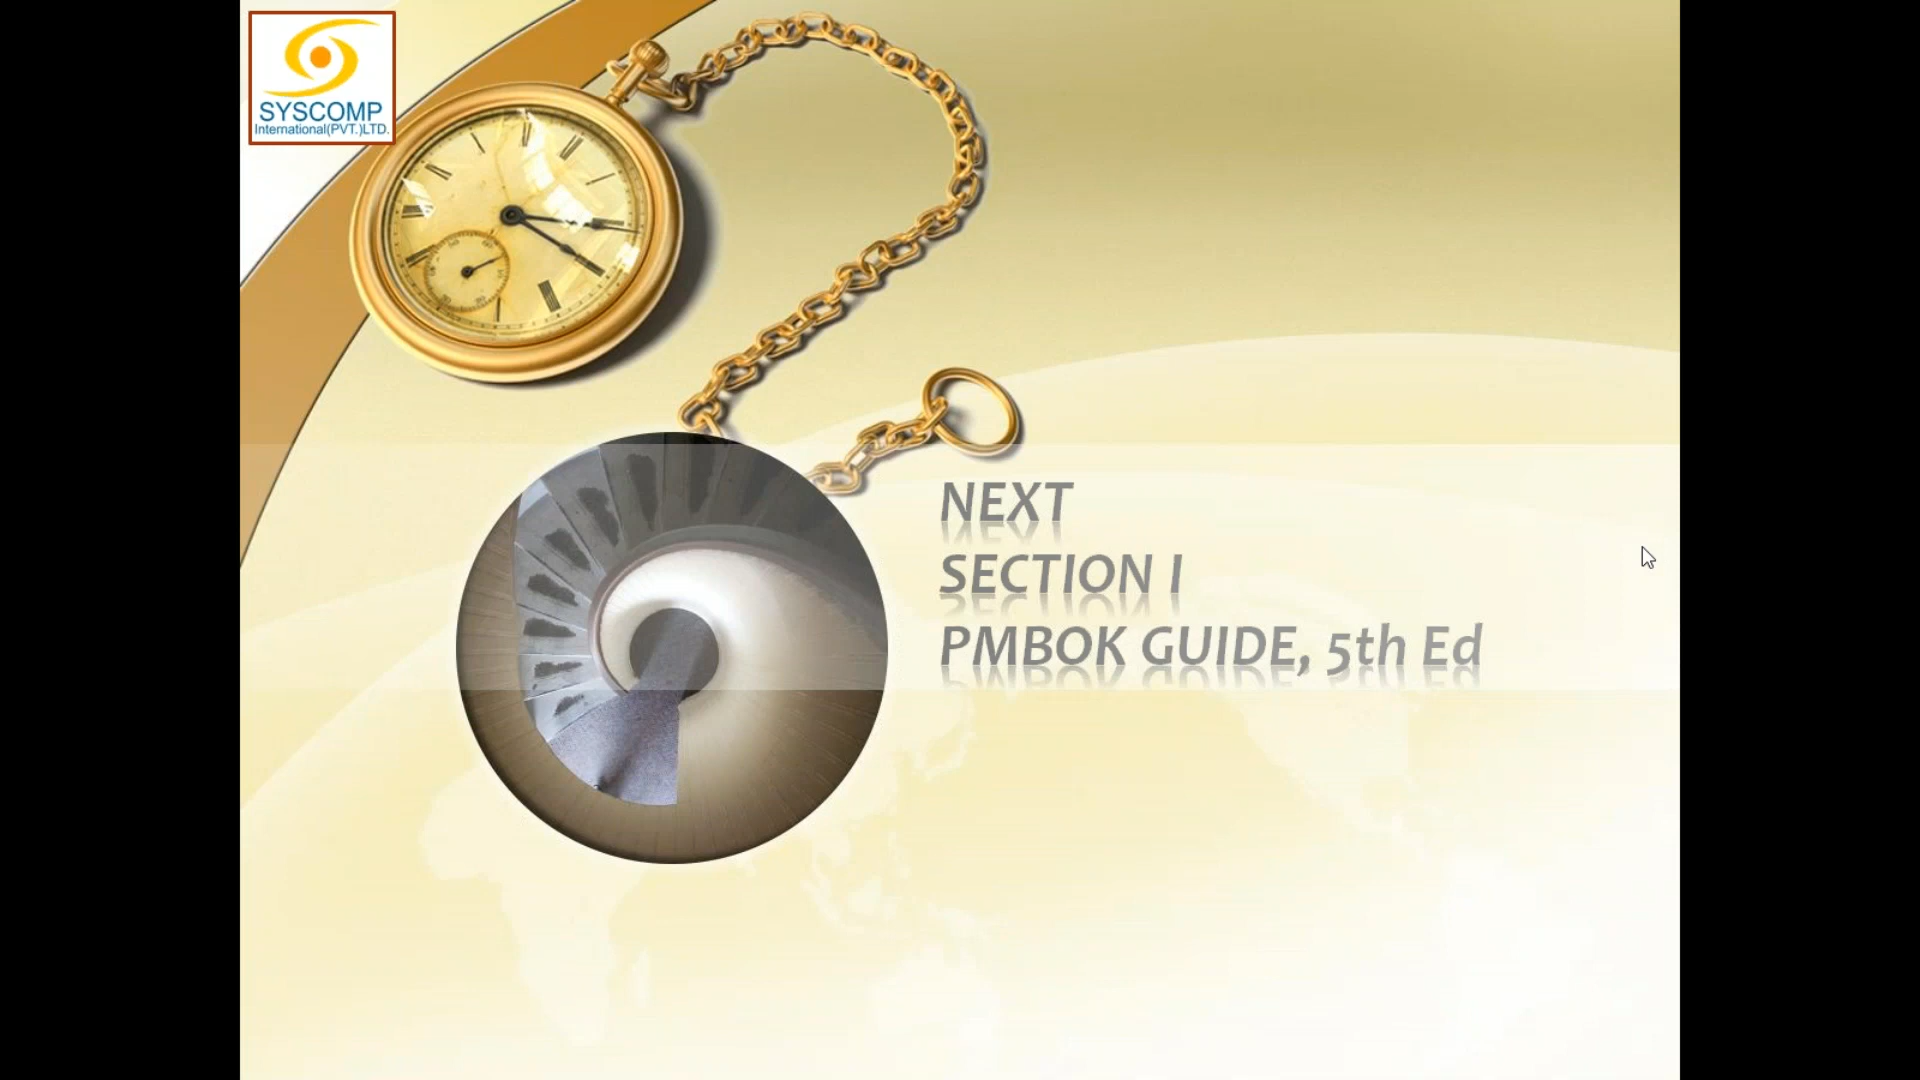 SYSCOMP
International(PVT.)LTD.
NEXT
SECTION I
PMBOK GUIDE, 5th Ed